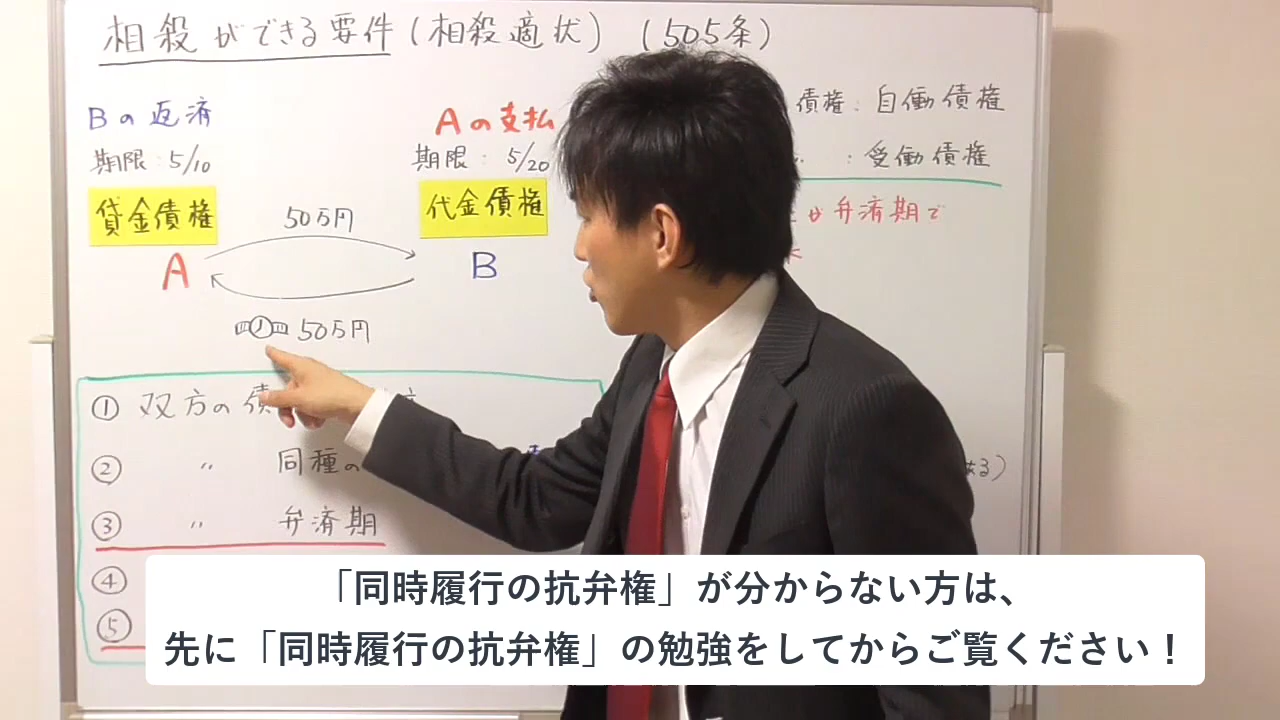 相殺ができる要件(相殺適状) (505条)
債権:自働債権
:受働債権
が弁済期で
Bの返済
期限:5/10
貸金債権
Aの支払
期限:5/20
代金債権
50万円
A
B
50万円
① 双方の債
② 〃 同種の
ある)
③ 〃 弁済期
④
⑤
「同時履行の抗弁権」が分からない方は、
先に「同時履行の抗弁権」の勉強をしてからご覧ください！